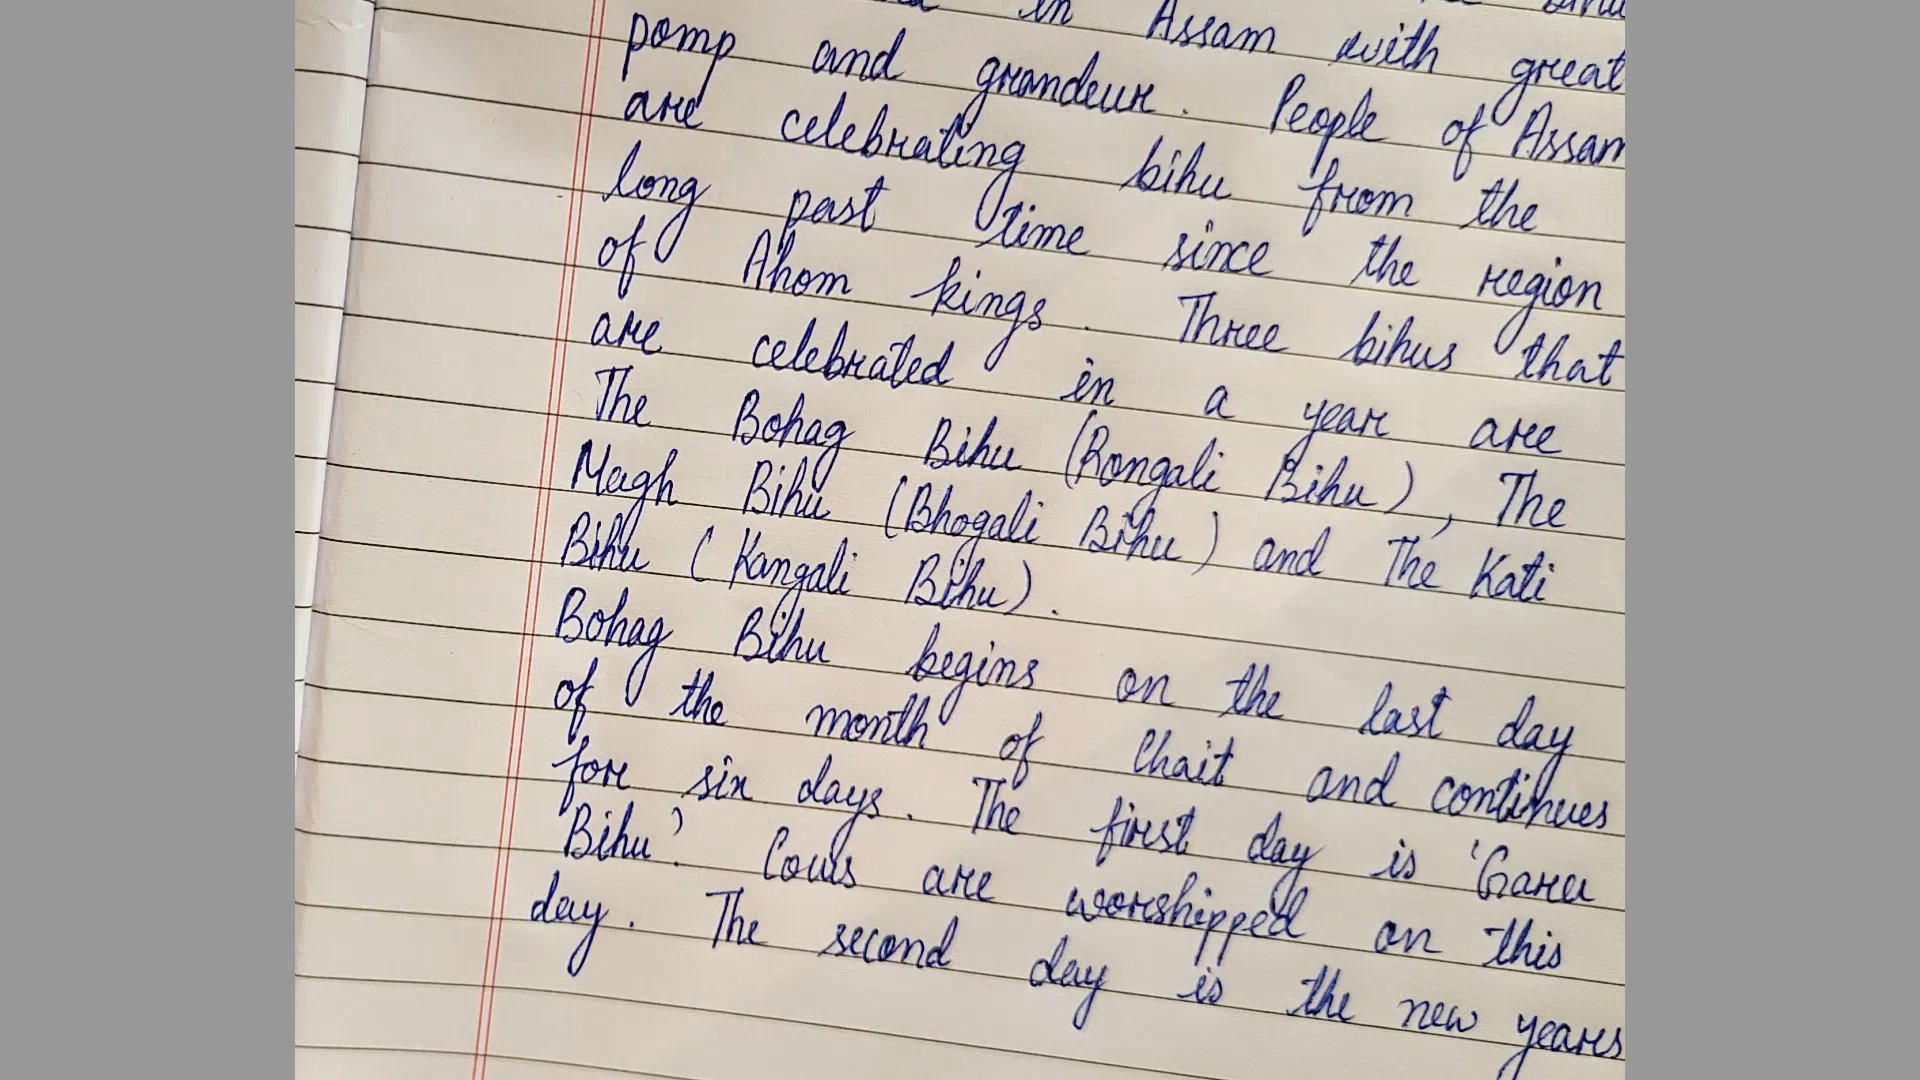 in Assam with great
pomp and grandeur. People of Assam
are celebrating bihu from the
long past time since the region
of Ahom kings. Three bihus that
are celebrated in a year are
The Bohag Bihu (Rongali Bihu), The
Magh Bihu (Bhogali Bihu) and The Kati
Bihu (Kangali Bihu).
Bohag Bihu begins on the last day
of the month of Chait and continues
for six days. The first day is 'Garu
Bihu'. Cows are worshipped on this
day. The second day is the new years